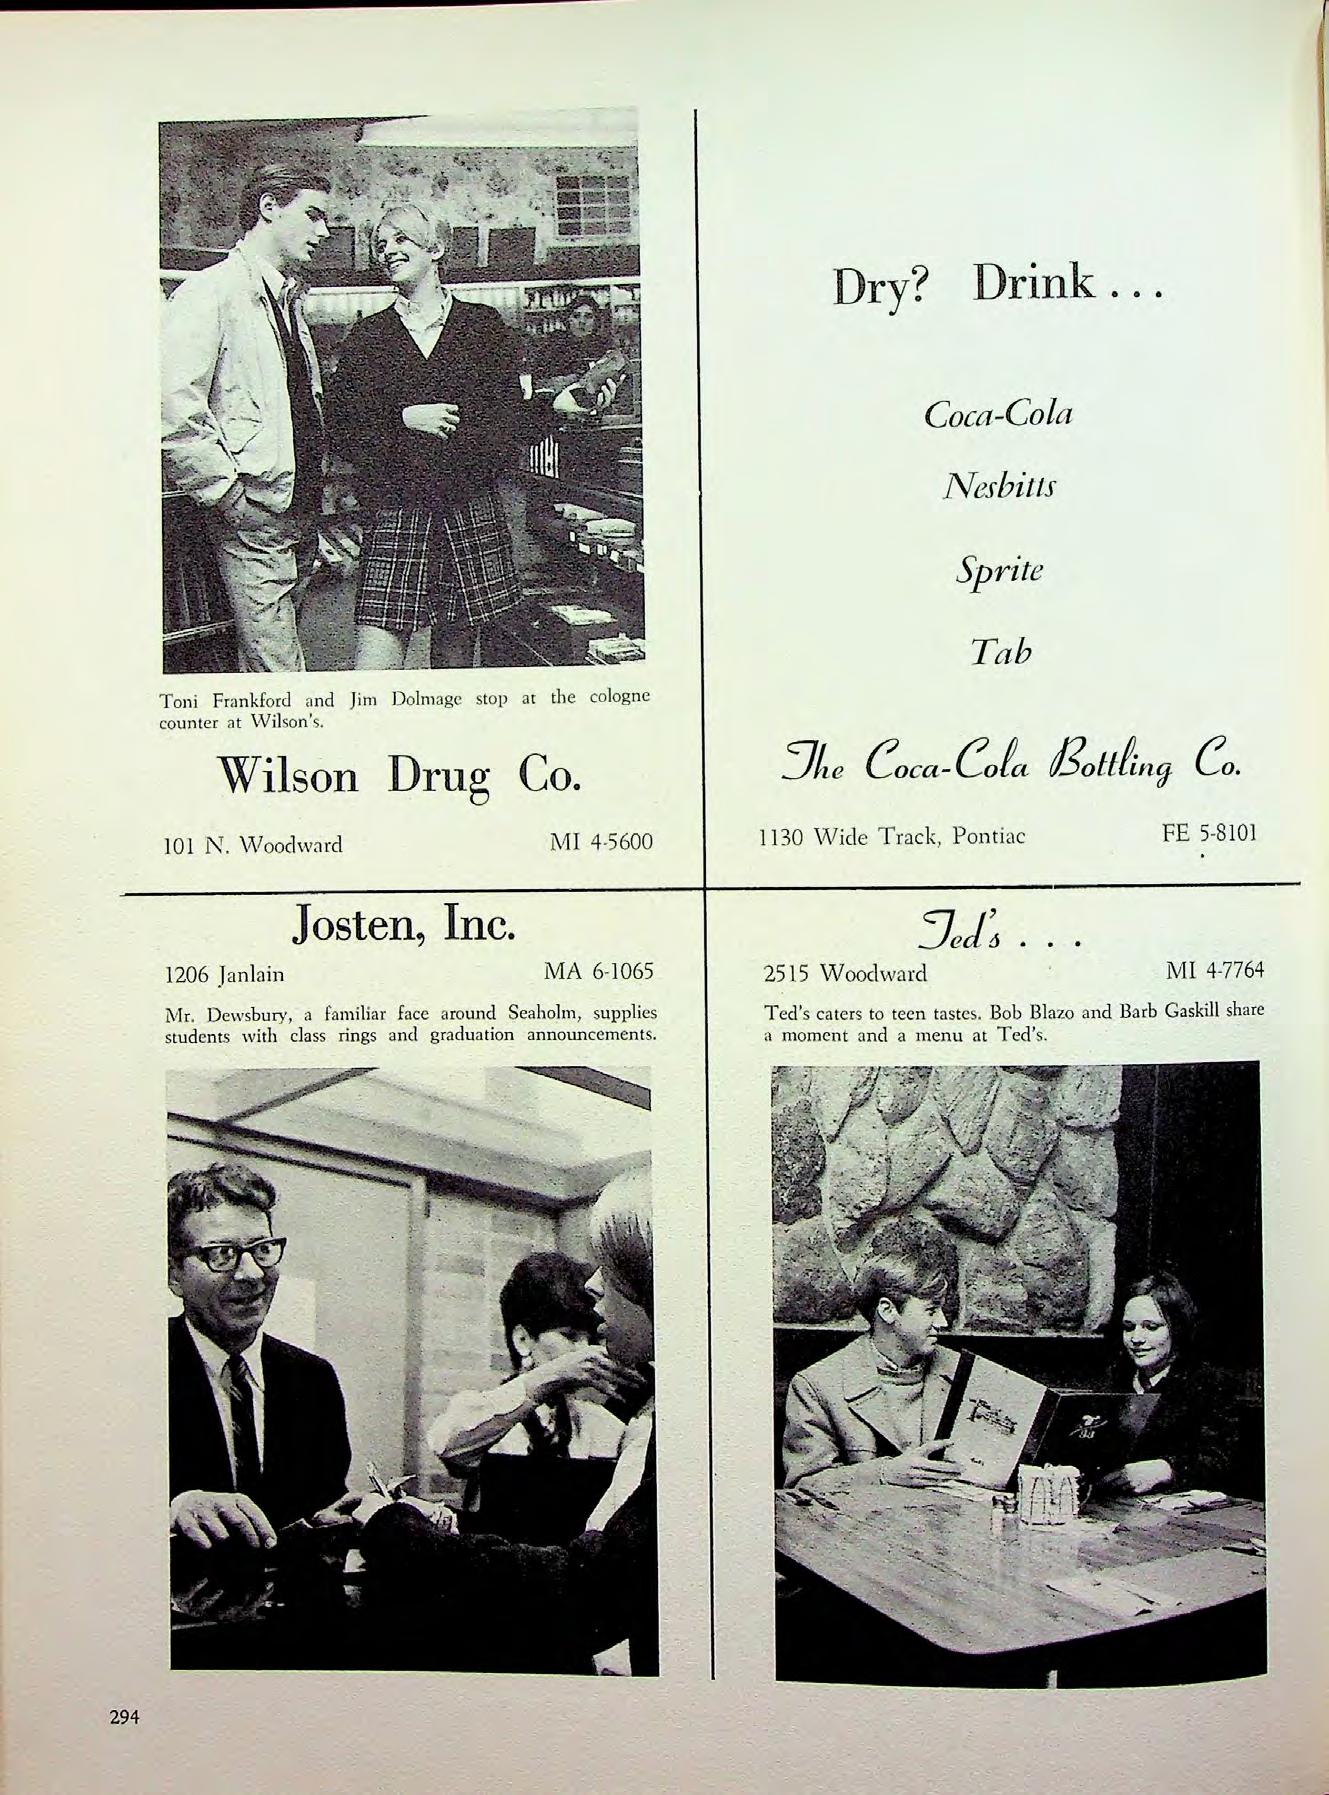 Toni Frankford and Jim Dolmage stop at the cologne
counter at Wilson's.
Wilson Drug Co.
101 N. Woodward MI 4-5600
Dry? Drink . . .
Coca-Cola
Nesbitts
Sprite
Tab
The Coca-Cola Bottling Co.
1130 Wide Track, Pontiac FE 5-8101
Josten, Inc.
1206 Janlain MA 6-1065
Mr. Dewsbury, a familiar face around Seaholm, supplies
students with class rings and graduation announcements.
Ted's . . .
2515 Woodward MI 4-7764
Ted's caters to teen tastes. Bob Blazo and Barb Gaskill share
a moment and a menu at Ted's.
294